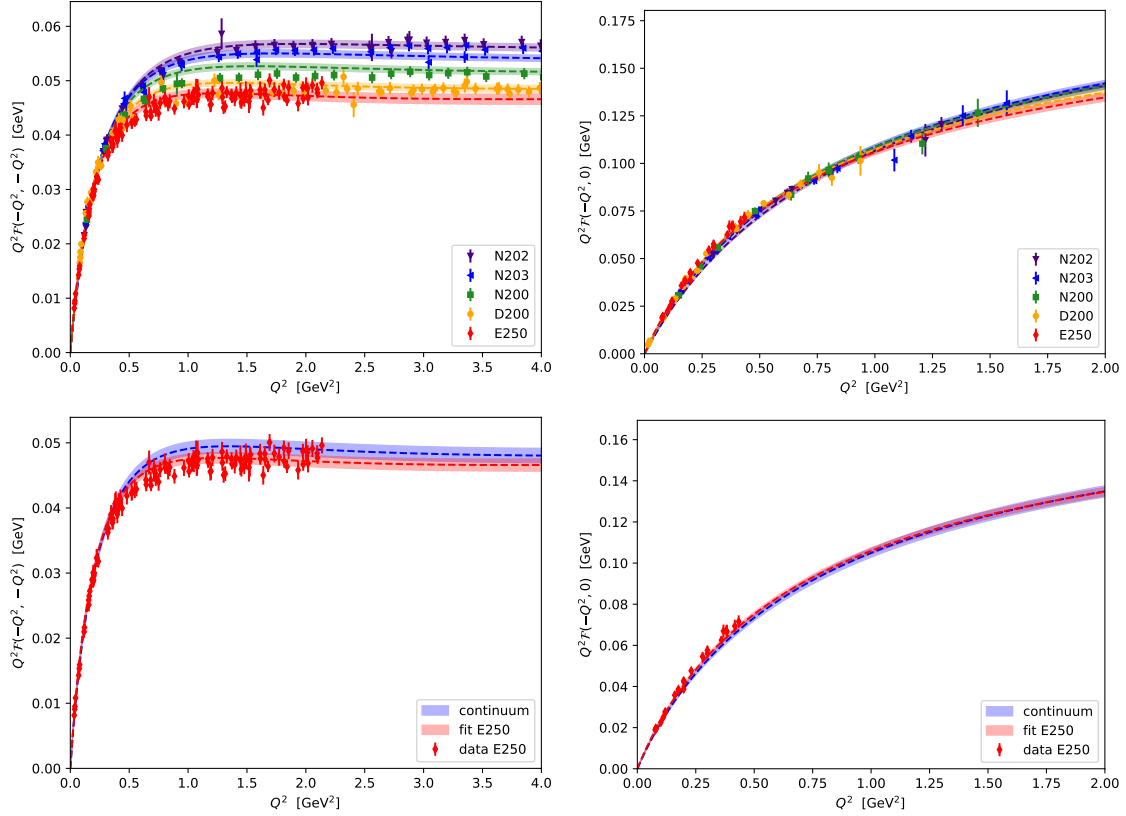 Q² 𝓕(−Q², −Q²) [GeV]
0.06
0.05
0.04
0.03
0.02
0.01
0.00
0.0 0.5 1.0 1.5 2.0 2.5 3.0 3.5 4.0
Q² [GeV²]
N202
N203
N200
D200
E250
Q² 𝓕(−Q², 0) [GeV]
0.175
0.150
0.125
0.100
0.075
0.050
0.025
0.000
0.00 0.25 0.50 0.75 1.00 1.25 1.50 1.75 2.00
Q² [GeV²]
N202
N203
N200
D200
E250
Q² 𝓕(−Q², −Q²) [GeV]
0.05
0.04
0.03
0.02
0.01
0.00
0.0 0.5 1.0 1.5 2.0 2.5 3.0 3.5 4.0
Q² [GeV²]
continuum
fit E250
data E250
Q² 𝓕(−Q², 0) [GeV]
0.16
0.14
0.12
0.10
0.08
0.06
0.04
0.02
0.00
0.00 0.25 0.50 0.75 1.00 1.25 1.50 1.75 2.00
Q² [GeV²]
continuum
fit E250
data E250